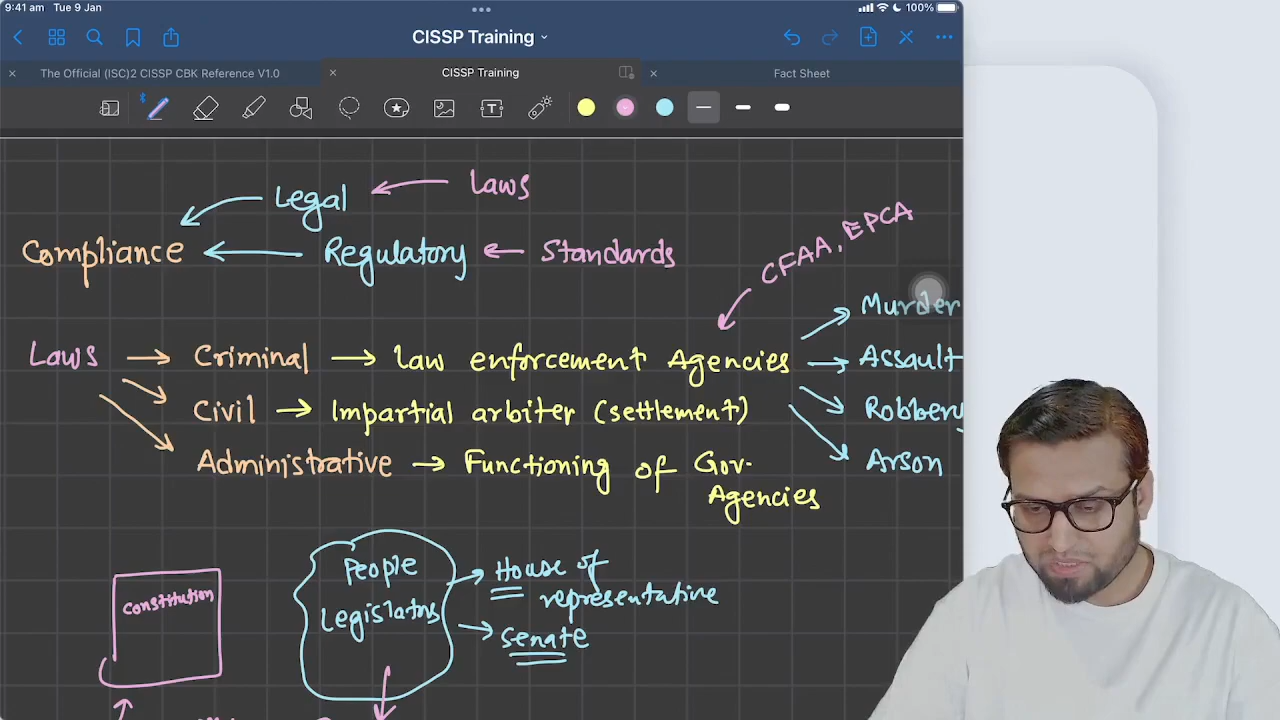 9:41 am Tue 9 Jan
100%
CISSP Training
The Official (ISC)2 CISSP CBK Reference V1.0
CISSP Training
Fact Sheet
Legal
Laws
Compliance
Regulatory
Standards
CFAA, EPCA
Murder
Laws
Criminal
Law enforcement Agencies
Assault
Civil
Impartial arbiter (settlement)
Robbery
Administrative
Functioning of Gov.
Agencies
Arson
People
Legislators
House of
representative
Senate
Constitution